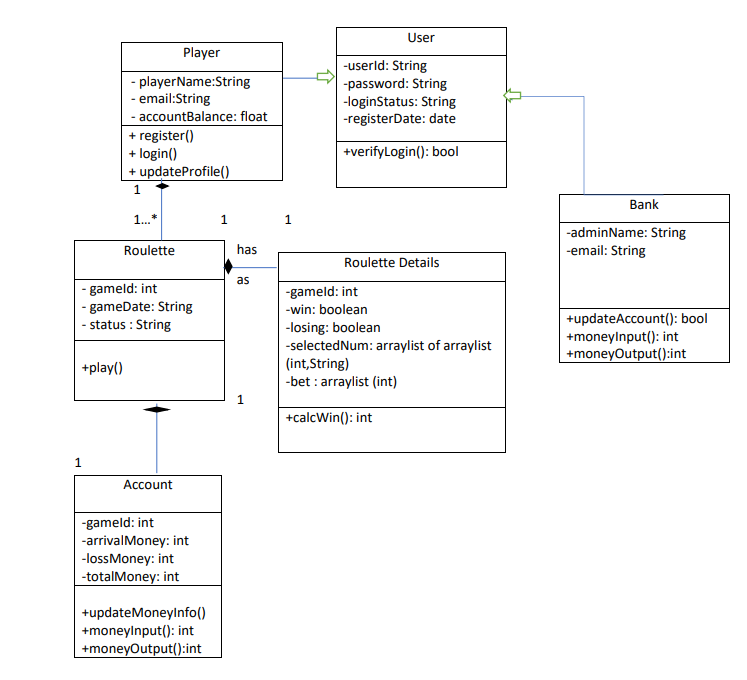 Player
- playerName:String
- email:String
- accountBalance: float
+ register()
+ login()
+ updateProfile()
User
-userId: String
-password: String
-loginStatus: String
-registerDate: date
+verifyLogin(): bool
Bank
-adminName: String
-email: String
+updateAccount(): bool
+moneyInput(): int
+moneyOutput():int
1
1...*
1
1
Roulette
- gameId: int
- gameDate: String
- status : String
+play()
has
as
Roulette Details
-gameId: int
-win: boolean
-losing: boolean
-selectedNum: arraylist of arraylist
(int,String)
-bet : arraylist (int)
+calcWin(): int
1
1
Account
-gameId: int
-arrivalMoney: int
-lossMoney: int
-totalMoney: int
+updateMoneyInfo()
+moneyInput(): int
+moneyOutput():int